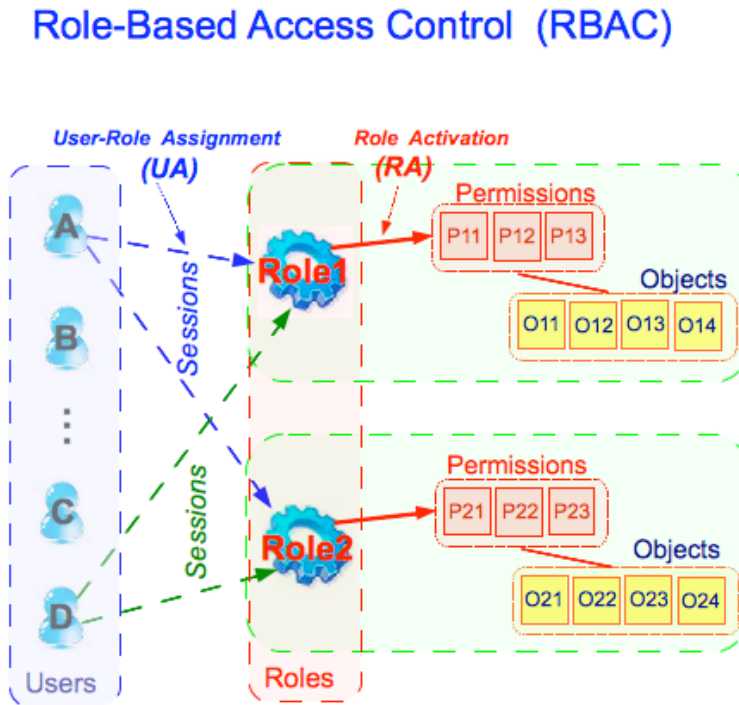 Role-Based Access Control (RBAC)
User-Role Assignment
(UA)
Role Activation
(RA)
Permissions
P11 P12 P13
Objects
O11 O12 O13 O14
A
B
...
C
D
Users
Sessions
Sessions
Role1
Role2
Roles
Permissions
P21 P22 P23
Objects
O21 O22 O23 O24